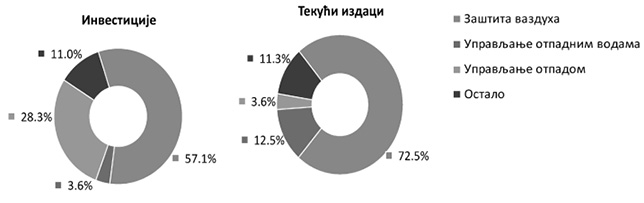 Инвестиције
11.0%
28.3%
3.6%
57.1%
Текући издаци
11.3%
3.6%
12.5%
72.5%
Заштита ваздуха
Управљање отпадним водама
Управљање отпадом
Остало